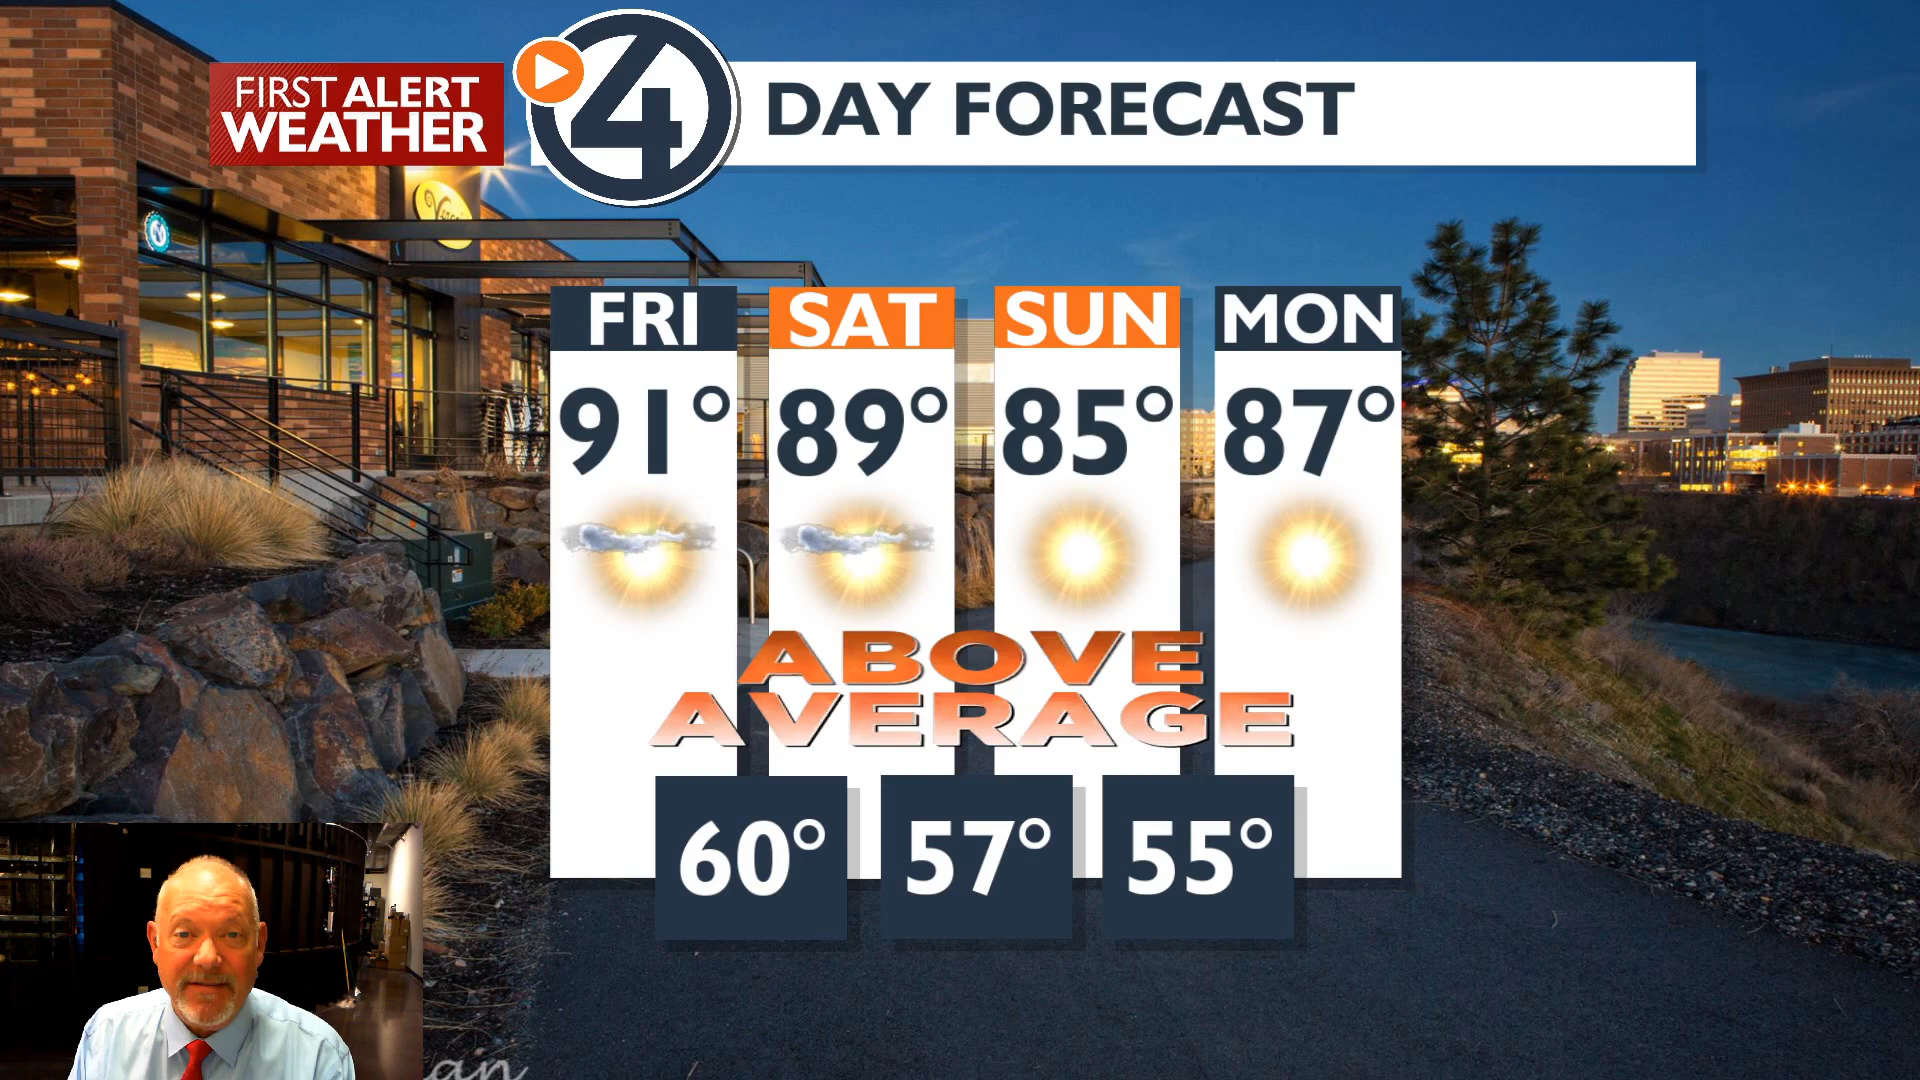 FIRST ALERT
WEATHER
4 DAY FORECAST
FRI SAT SUN MON
91° 89° 85° 87°
ABOVE
AVERAGE
60° 57° 55°